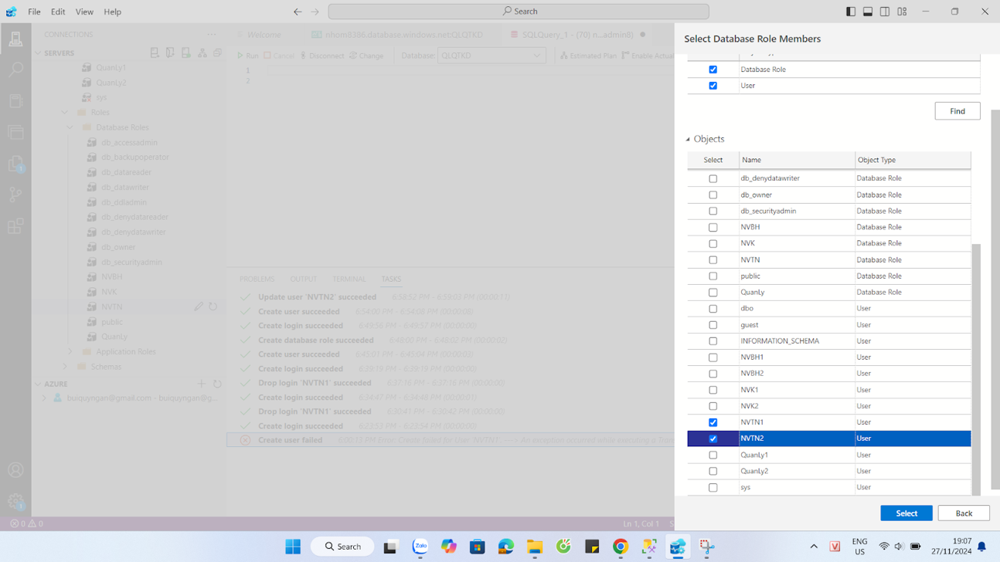 File Edit View Help
Search
CONNECTIONS
SERVERS
QuanLy1
QuanLy2
sys
Roles
Database Roles
db_accessadmin
db_backupoperator
db_datareader
db_datawriter
db_ddladmin
db_denydatareader
db_denydatawriter
db_owner
db_securityadmin
NVBH
NVK
NVTN
public
QuanLy
Application Roles
Schemas
AZURE
buiquyngan@gmail.com - buiquyngan@g...
Welcome
nhom8386.database.windows.net:QLQTKD
SQLQuery_1 - (70) n...admin8)
Run Cancel Disconnect Change Database: QLQTKD Estimated Plan Enable Actua
1
2
PROBLEMS OUTPUT TERMINAL TASKS
Update user 'NVTN2' succeeded 6:58:52 PM - 6:59:02 PM (00:00:11)
Create user succeeded 6:54:00 PM - 6:54:08 PM (00:00:08)
Create login succeeded 6:49:56 PM - 6:49:57 PM (00:00:00)
Create database role succeeded 6:48:00 PM - 6:48:02 PM (00:00:02)
Create user succeeded 6:45:01 PM - 6:45:04 PM (00:00:03)
Create login succeeded 6:39:19 PM - 6:39:19 PM (00:00:00)
Drop login 'NVTN1' succeeded 6:37:16 PM - 6:37:16 PM (00:00:00)
Create login succeeded 6:34:47 PM - 6:34:48 PM (00:00:01)
Drop login 'NVTN1' succeeded 6:30:41 PM - 6:30:42 PM (00:00:00)
Create login succeeded 6:23:53 PM - 6:23:54 PM (00:00:00)
Create user failed 6:00:13 PM Error: Create failed for User 'NVTN1'. ---> An exception occurred while executing a Trans
0 0
Ln 1, Col 1
Select Database Role Members
Database Role
User
Find
Objects
Select Name Object Type
db_denydatawriter Database Role
db_owner Database Role
db_securityadmin Database Role
NVBH Database Role
NVK Database Role
NVTN Database Role
public Database Role
QuanLy Database Role
dbo User
guest User
INFORMATION_SCHEMA User
NVBH1 User
NVBH2 User
NVK1 User
NVK2 User
NVTN1 User
NVTN2 User
QuanLy1 User
QuanLy2 User
sys User
Select Back
Search
Zalo
ENG
US
19:07
27/11/2024